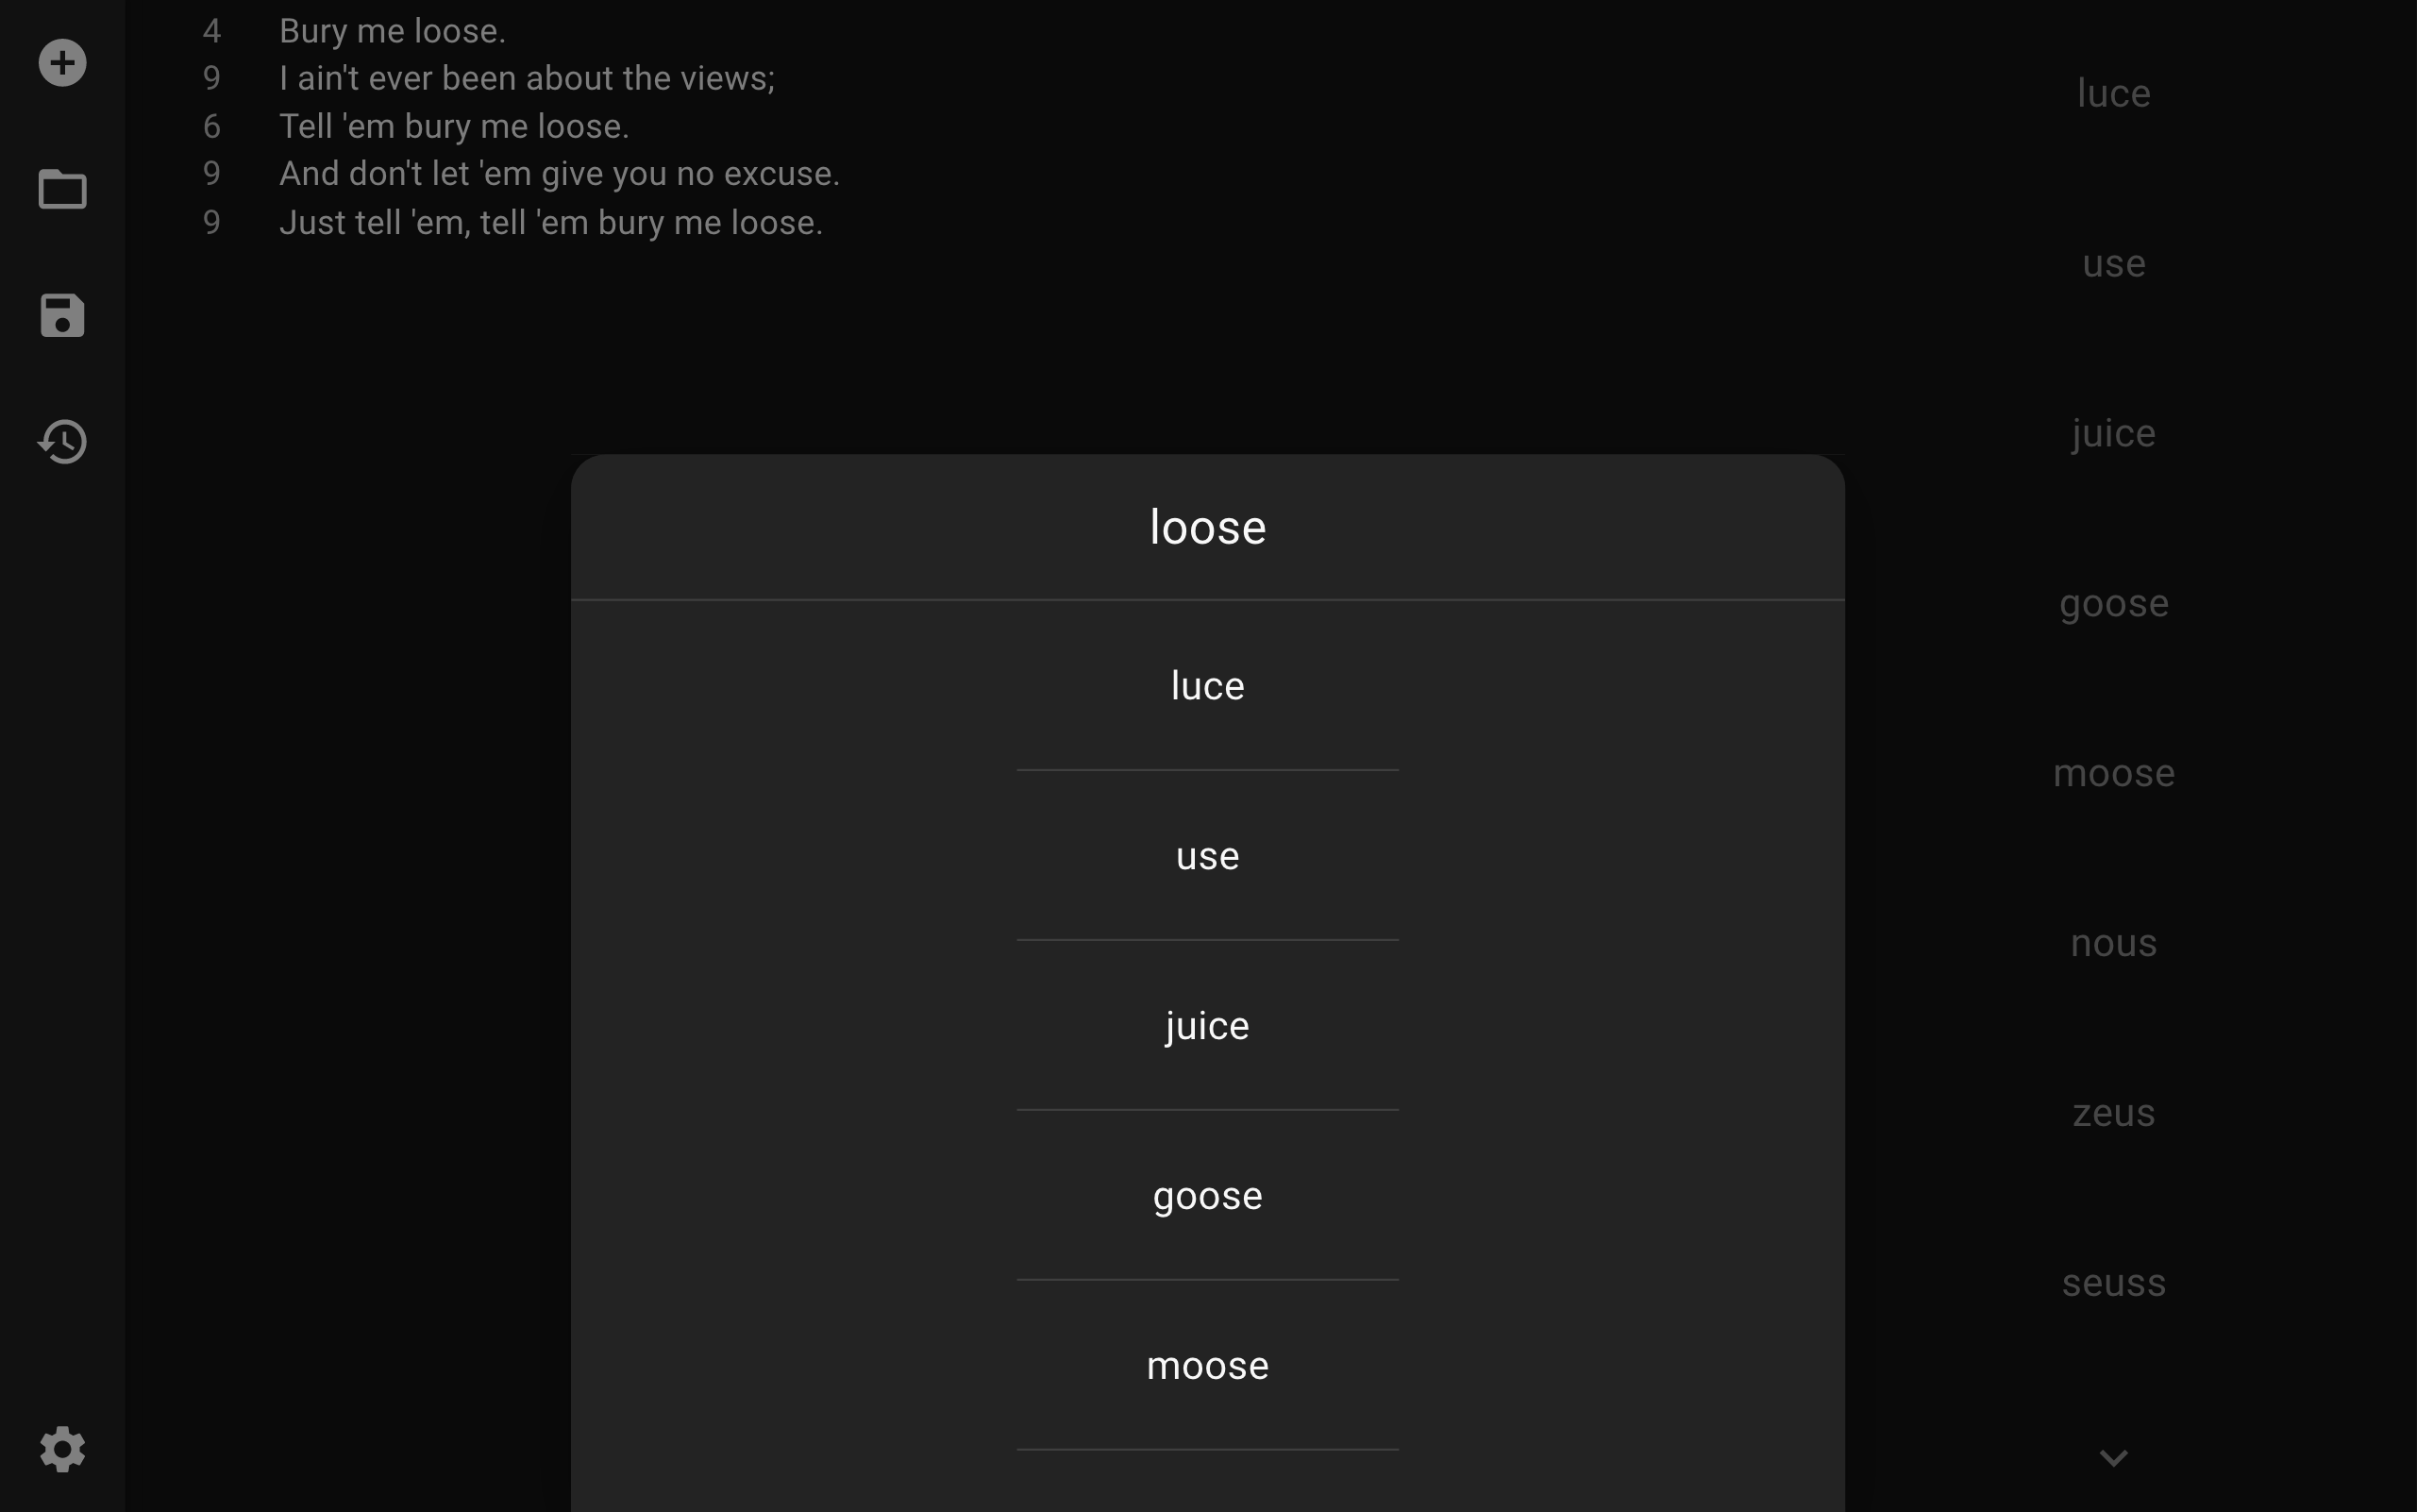 4 Bury me loose.
9 I ain't ever been about the views;
6 Tell 'em bury me loose.
9 And don't let 'em give you no excuse.
9 Just tell 'em, tell 'em bury me loose.
loose
luce
use
juice
goose
moose
luce
use
juice
goose
moose
nous
zeus
seuss